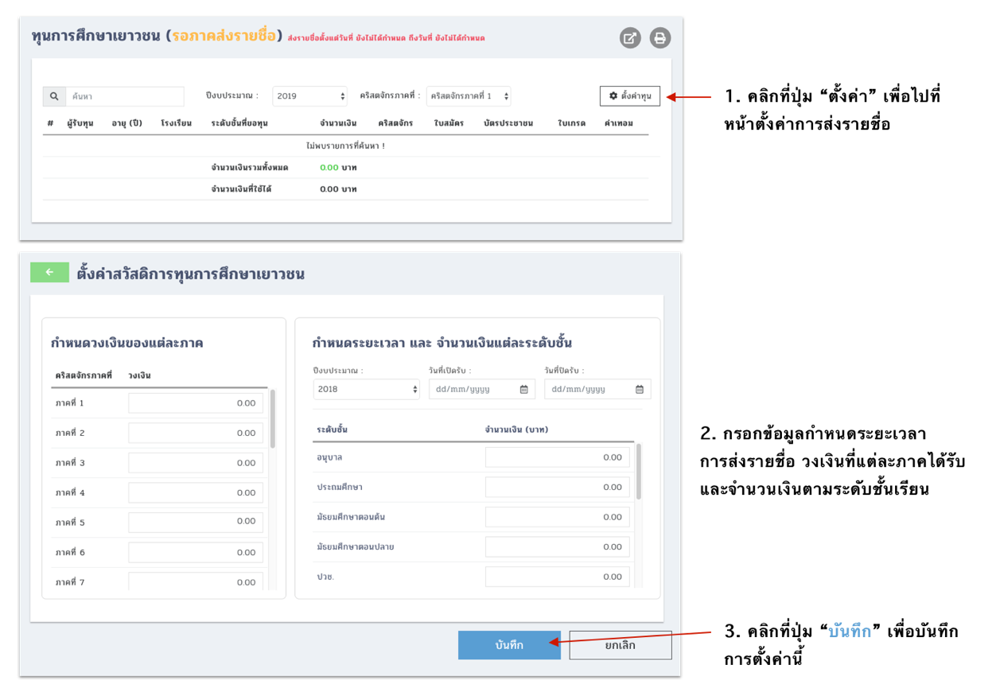 ทุนการศึกษาเยาวชน (รอภาคส่งรายชื่อ) ส่งรายชื่อตั้งแต่วันที่ ยังไม่ได้กำหนด ถึงวันที่ ยังไม่ได้กำหนด
ค้นหา ปีงบประมาณ : 2019 คริสตจักรภาคที่ : คริสตจักรภาคที่ 1 ตั้งค่าทุน
# ผู้รับทุน อายุ (ปี) โรงเรียน ระดับชั้นที่ขอทุน จำนวนเงิน คริสตจักร ใบสมัคร บัตรประชาชน ใบเกรด ค่าเทอม
ไม่พบรายการที่ค้นหา !
จำนวนเงินรวมทั้งหมด 0.00 บาท
จำนวนเงินที่ใช้ได้ 0.00 บาท
1. คลิกที่ปุ่ม “ตั้งค่า” เพื่อไปที่
หน้าตั้งค่าการส่งรายชื่อ
ตั้งค่าสวัสดิการทุนการศึกษาเยาวชน
กำหนดวงเงินของแต่ละภาค
คริสตจักรภาคที่ วงเงิน
ภาคที่ 1 0.00
ภาคที่ 2 0.00
ภาคที่ 3 0.00
ภาคที่ 4 0.00
ภาคที่ 5 0.00
ภาคที่ 6 0.00
ภาคที่ 7 0.00
กำหนดระยะเวลา และ จำนวนเงินแต่ละระดับชั้น
ปีงบประมาณ : วันที่เปิดรับ : วันที่ปิดรับ :
2018 dd/mm/yyyy dd/mm/yyyy
ระดับชั้น จำนวนเงิน (บาท)
อนุบาล 0.00
ประถมศึกษา 0.00
มัธยมศึกษาตอนต้น 0.00
มัธยมศึกษาตอนปลาย 0.00
ปวช. 0.00
2. กรอกข้อมูลกำหนดระยะเวลา
การส่งรายชื่อ วงเงินที่แต่ละภาคได้รับ
และจำนวนเงินตามระดับชั้นเรียน
บันทึก ยกเลิก
3. คลิกที่ปุ่ม “บันทึก” เพื่อบันทึก
การตั้งค่านี้